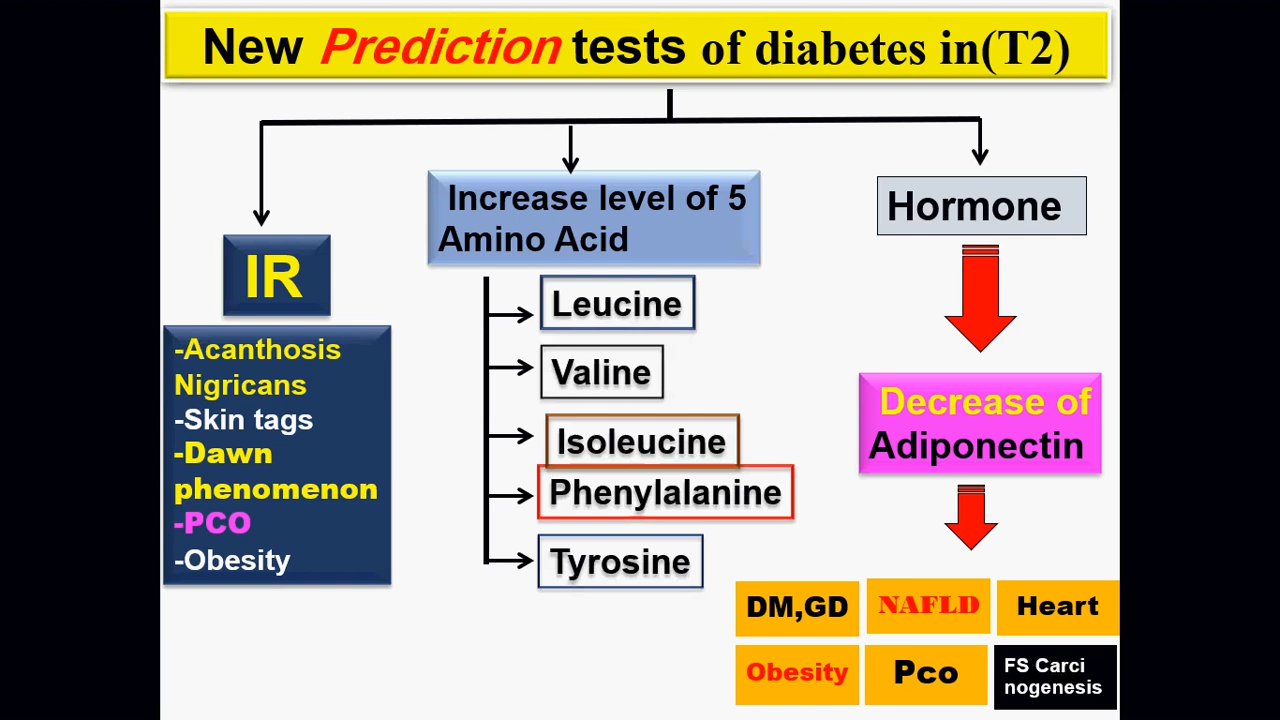 New Prediction tests of diabetes in(T2)
IR
-Acanthosis
Nigricans
-Skin tags
-Dawn
phenomenon
-PCO
-Obesity
Increase level of 5
Amino Acid
Leucine
Valine
Isoleucine
Phenylalanine
Tyrosine
Hormone
Decrease of
Adiponectin
DM,GD
NAFLD
Heart
Obesity
Pco
FS Carci
nogenesis